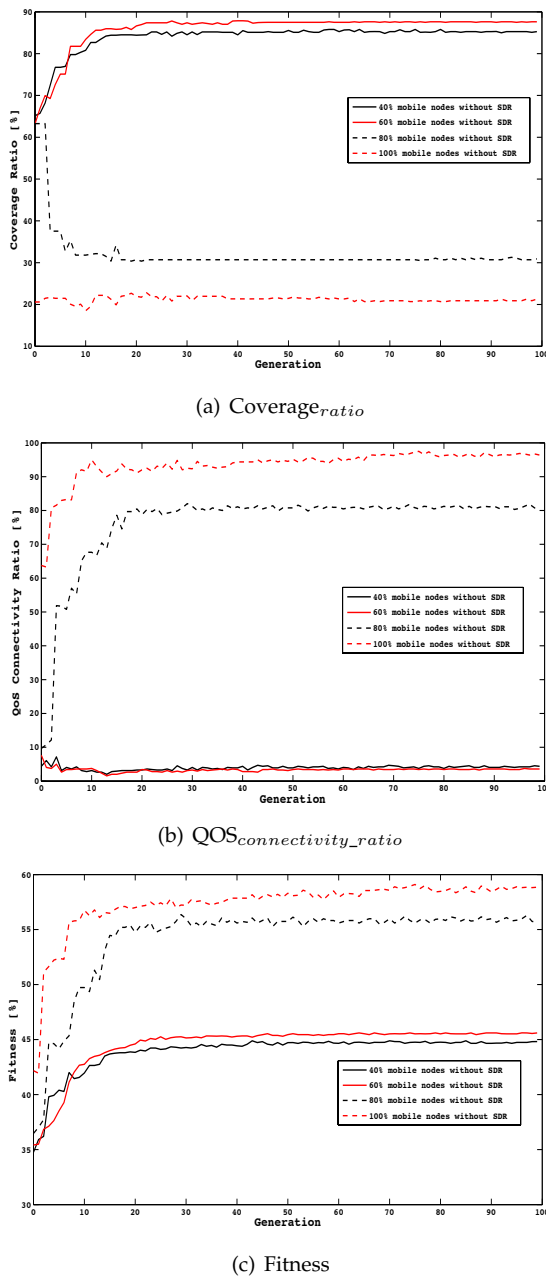 90
80
70
60
50
40
30
20
10
0 10 20 30 40 50 60 70 80 90 100
Coverage Ratio [%]
Generation
40% mobile nodes without SDR
60% mobile nodes without SDR
80% mobile nodes without SDR
100% mobile nodes without SDR
(a) Coverage_ratio
100
90
80
70
60
50
40
30
20
10
0
0 10 20 30 40 50 60 70 80 90 100
QoS Connectivity Ratio [%]
Generation
40% mobile nodes without SDR
60% mobile nodes without SDR
80% mobile nodes without SDR
100% mobile nodes without SDR
(b) QOS_connectivity_ratio
60
55
50
45
40
35
30
0 10 20 30 40 50 60 70 80 90 100
Fitness [%]
Generation
40% mobile nodes without SDR
60% mobile nodes without SDR
80% mobile nodes without SDR
100% mobile nodes without SDR
(c) Fitness